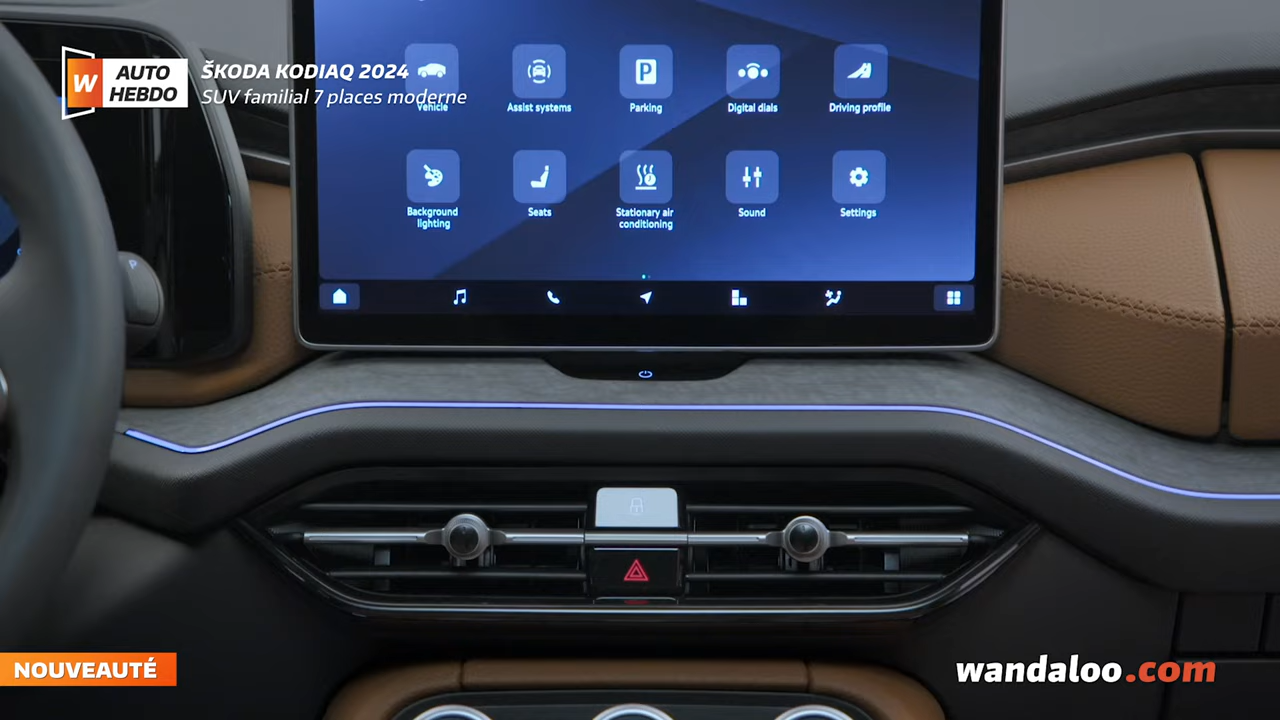 W AUTO HEBDO
ŠKODA KODIAQ 2024
SUV familial 7 places moderne
Vehicle
Assist systems
Parking
Digital dials
Driving profile
Background lighting
Seats
Stationary air conditioning
Sound
Settings
P
NOUVEAUTÉ
wandaloo.com